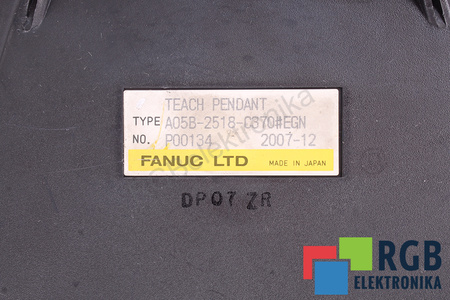 TEACH PENDANT
TYPE A05B-2518-C370#EGN
NO. P00134 2007-12
FANUC LTD MADE IN JAPAN
DP07 ZR
RGB
ELEKTRONIKA